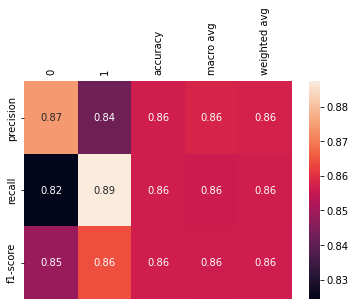 0 1 accuracy macro avg weighted avg
precision 0.87 0.84 0.86 0.86 0.86
recall 0.82 0.89 0.86 0.86 0.86
f1-score 0.85 0.86 0.86 0.86 0.86
0.88
0.87
0.86
0.85
0.84
0.83